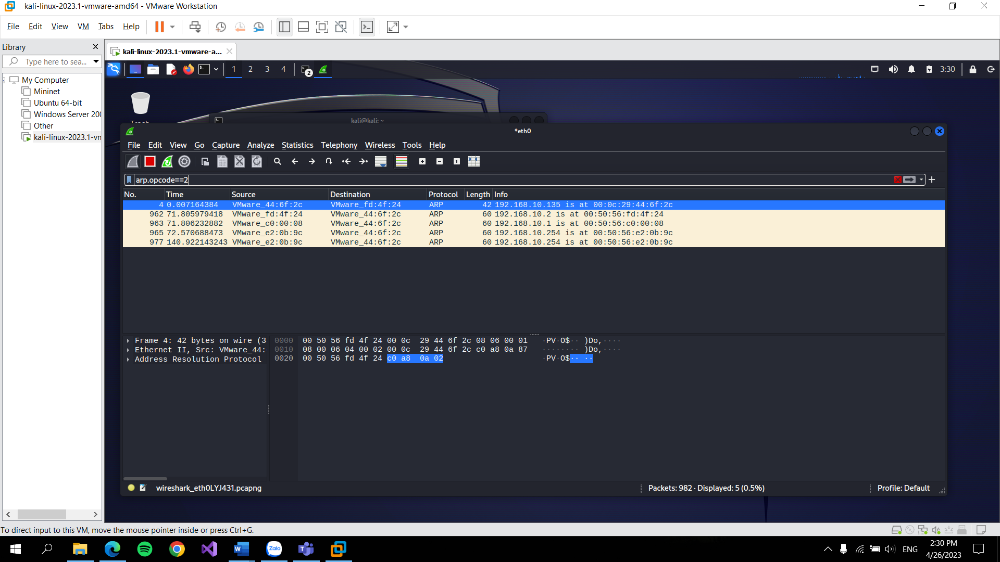 kali-linux-2023.1-vmware-amd64 - VMware Workstation
File Edit View VM Tabs Help
Library
Type here to sea...
My Computer
Mininet
Ubuntu 64-bit
Windows Server 200
Other
kali-linux-2023.1-vm
kali-linux-2023.1-vmware-a...
1 2 3 4 2 3:30
kali@kali: ~
*eth0
File Edit View Go Capture Analyze Statistics Telephony Wireless Tools Help
arp.opcode==2
No. Time Source Destination Protocol Length Info
4 0.007164384 VMware_44:6f:2c VMware_fd:4f:24 ARP 42 192.168.10.135 is at 00:0c:29:44:6f:2c
962 71.805979418 VMware_fd:4f:24 VMware_44:6f:2c ARP 60 192.168.10.2 is at 00:50:56:fd:4f:24
963 71.806232882 VMware_c0:00:08 VMware_44:6f:2c ARP 60 192.168.10.1 is at 00:50:56:c0:00:08
965 72.570688473 VMware_e2:0b:9c VMware_44:6f:2c ARP 60 192.168.10.254 is at 00:50:56:e2:0b:9c
977 140.922143243 VMware_e2:0b:9c VMware_44:6f:2c ARP 60 192.168.10.254 is at 00:50:56:e2:0b:9c
Frame 4: 42 bytes on wire (3
Ethernet II, Src: VMware_44:
Address Resolution Protocol
0000 00 50 56 fd 4f 24 00 0c 29 44 6f 2c 08 06 00 01 ·PV·O$·· )Do,····
0010 08 00 06 04 00 02 00 0c 29 44 6f 2c c0 a8 0a 87 ········ )Do,····
0020 00 50 56 fd 4f 24 c0 a8 0a 02 ·PV·O$·· ··
wireshark_eth0LYJ431.pcapng
Packets: 982 · Displayed: 5 (0.5%)
Profile: Default
To direct input to this VM, move the mouse pointer inside or press Ctrl+G.
Zalo
ENG
2:30 PM
4/26/2023